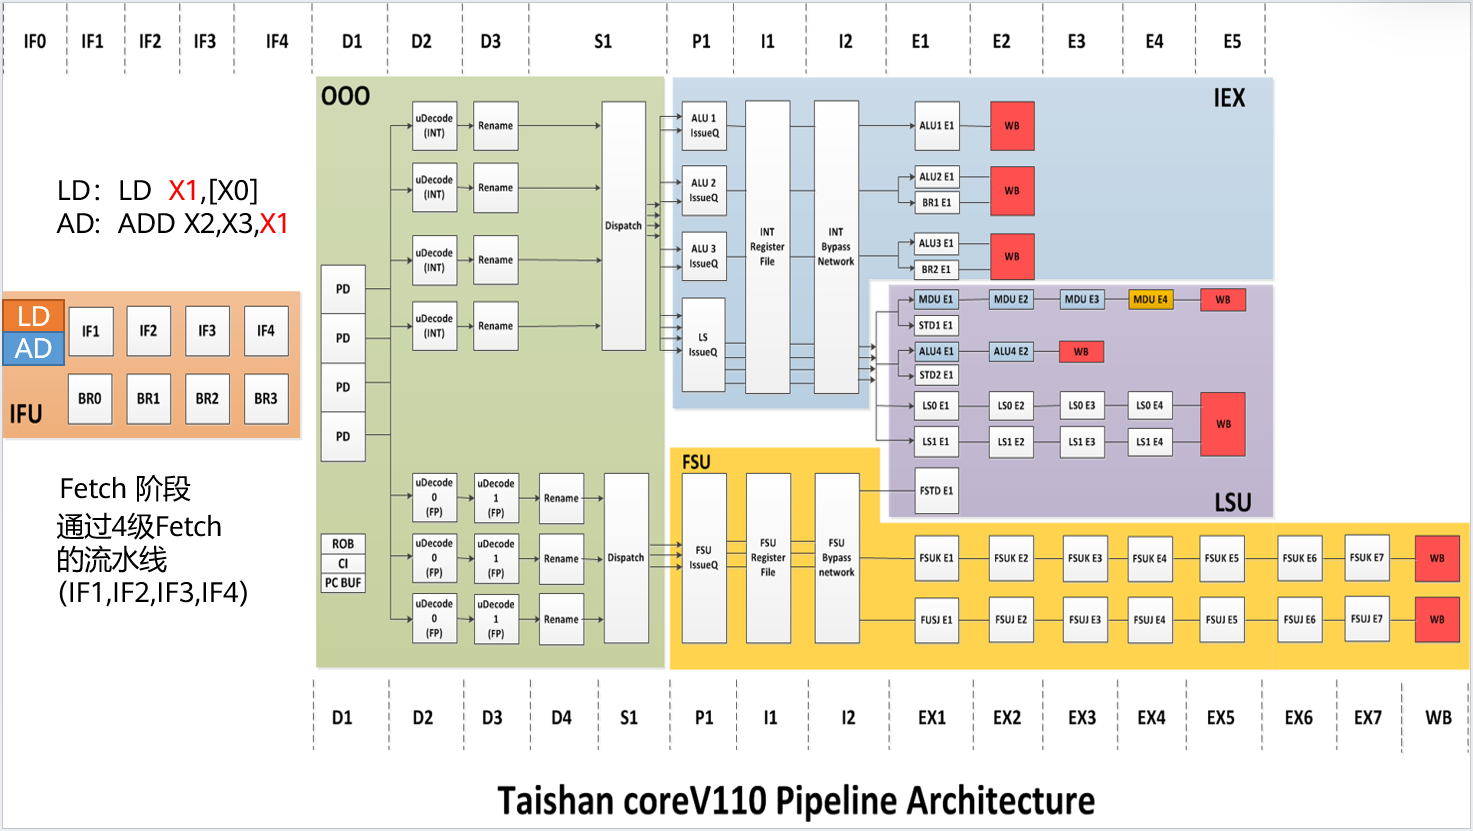 IF0 IF1 IF2 IF3 IF4 D1 D2 D3 S1 P1 I1 I2 E1 E2 E3 E4 E5
LD: LD X1,[X0]
AD: ADD X2,X3,X1
LD
AD
IF1 IF2 IF3 IF4
BR0 BR1 BR2 BR3
IFU
Fetch 阶段
通过4级Fetch
的流水线
(IF1,IF2,IF3,IF4)
OOO
PD
PD
PD
PD
ROB
CI
PC BUF
uDecode
(INT)
Rename
uDecode
(INT)
Rename
uDecode
(INT)
Rename
uDecode
(INT)
Rename
Dispatch
uDecode
0
(FP)
uDecode
1
(FP)
Rename
uDecode
0
(FP)
uDecode
1
(FP)
Rename
uDecode
0
(FP)
uDecode
1
(FP)
Rename
Dispatch
IEX
ALU 1
IssueQ
ALU 2
IssueQ
ALU 3
IssueQ
LS
IssueQ
INT
Register
File
INT
Bypass
Network
ALU1 E1 WB
ALU2 E1
BR1 E1
WB
ALU3 E1
BR2 E1
WB
MDU E1 MDU E2 MDU E3 MDU E4 WB
STD1 E1
ALU4 E1 ALU4 E2 WB
STD2 E1
LS0 E1 LS0 E2 LS0 E3 LS0 E4
WB
LS1 E1 LS1 E2 LS1 E3 LS1 E4
FSTD E1
LSU
FSU
FSU
IssueQ
FSU
Register
File
FSU
Bypass
network
FSUK E1 FSUK E2 FSUK E3 FSUK E4 FSUK E5 FSUK E6 FSUK E7 WB
FUSJ E1 FSUJ E2 FSUJ E3 FSUJ E4 FSUJ E5 FSUJ E6 FSUJ E7 WB
D1 D2 D3 D4 S1 P1 I1 I2 EX1 EX2 EX3 EX4 EX5 EX6 EX7 WB
Taishan coreV110 Pipeline Architecture